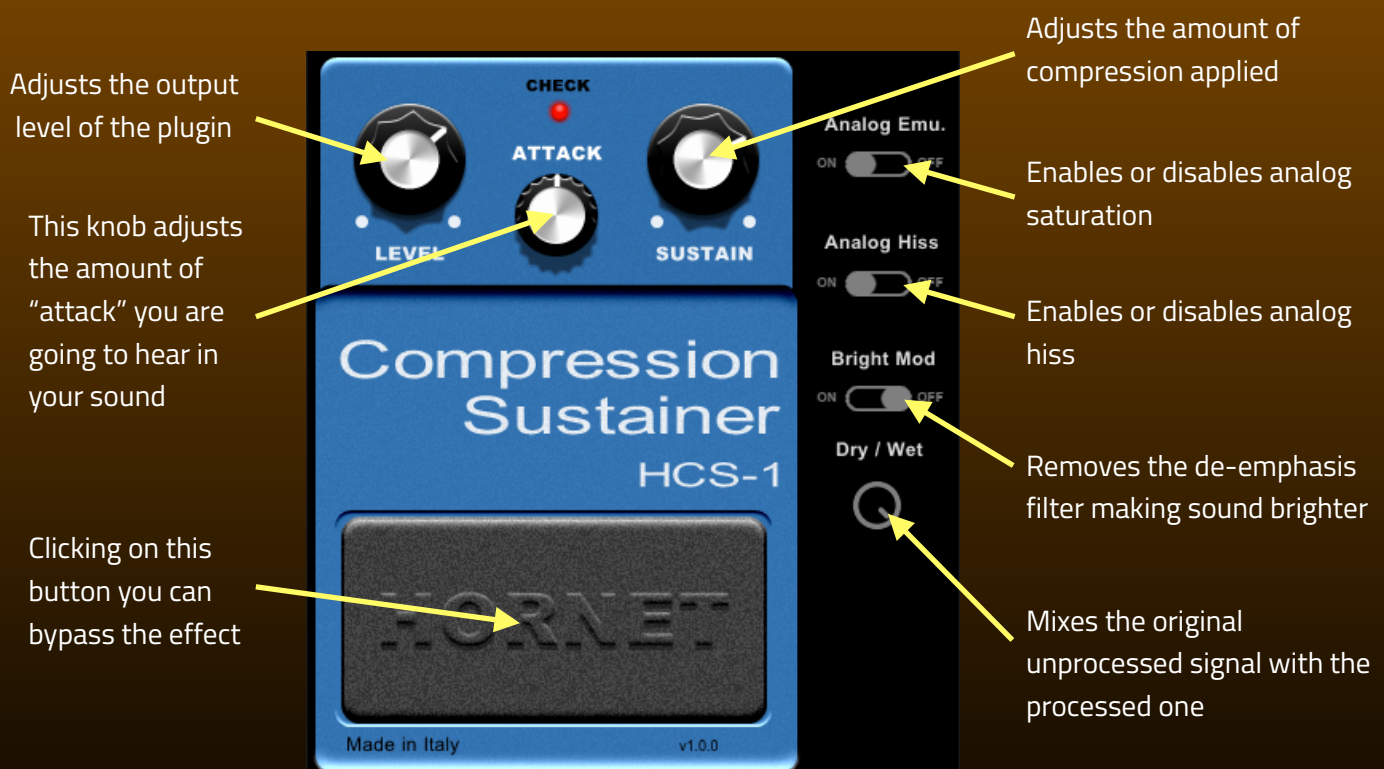 Adjusts the output
level of the plugin
This knob adjusts
the amount of
“attack” you are
going to hear in
your sound
Clicking on this
button you can
bypass the effect
CHECK
ATTACK
LEVEL
SUSTAIN
Compression
Sustainer
HCS-1
HORNET
Made in Italy
v1.0.0
Analog Emu.
ON OFF
Analog Hiss
ON OFF
Bright Mod
ON OFF
Dry / Wet
Adjusts the amount of
compression applied
Enables or disables analog
saturation
Enables or disables analog
hiss
Removes the de-emphasis
filter making sound brighter
Mixes the original
unprocessed signal with the
processed one